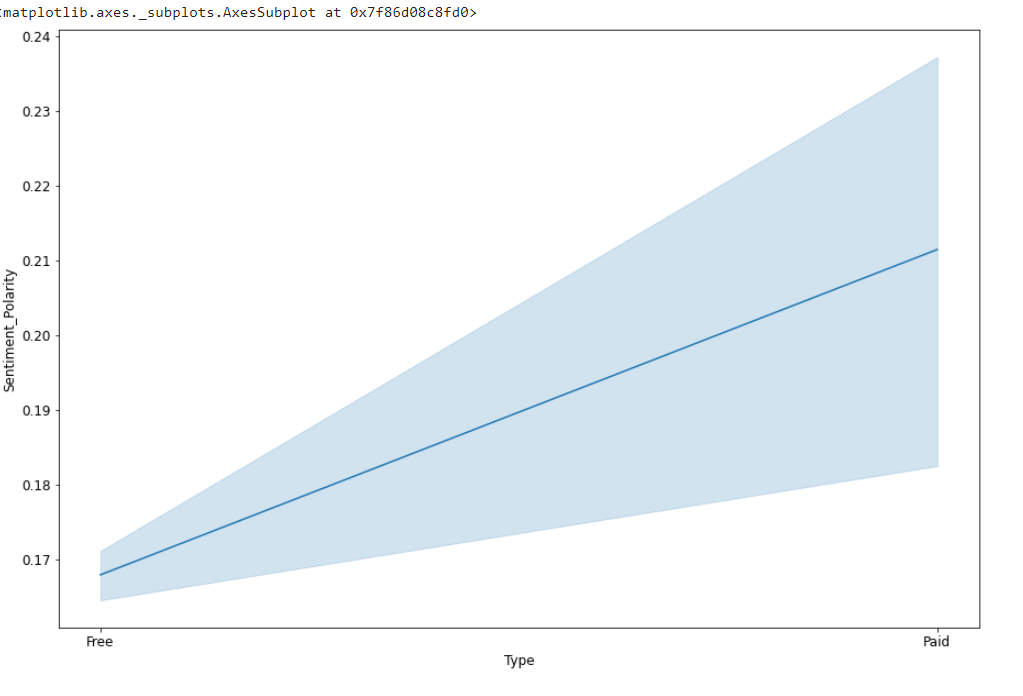 matplotlib.axes._subplots.AxesSubplot at 0x7f86d08c8fd0>
0.24
0.23
0.22
0.21
0.20
0.19
0.18
0.17
Sentiment_Polarity
Free Paid
Type